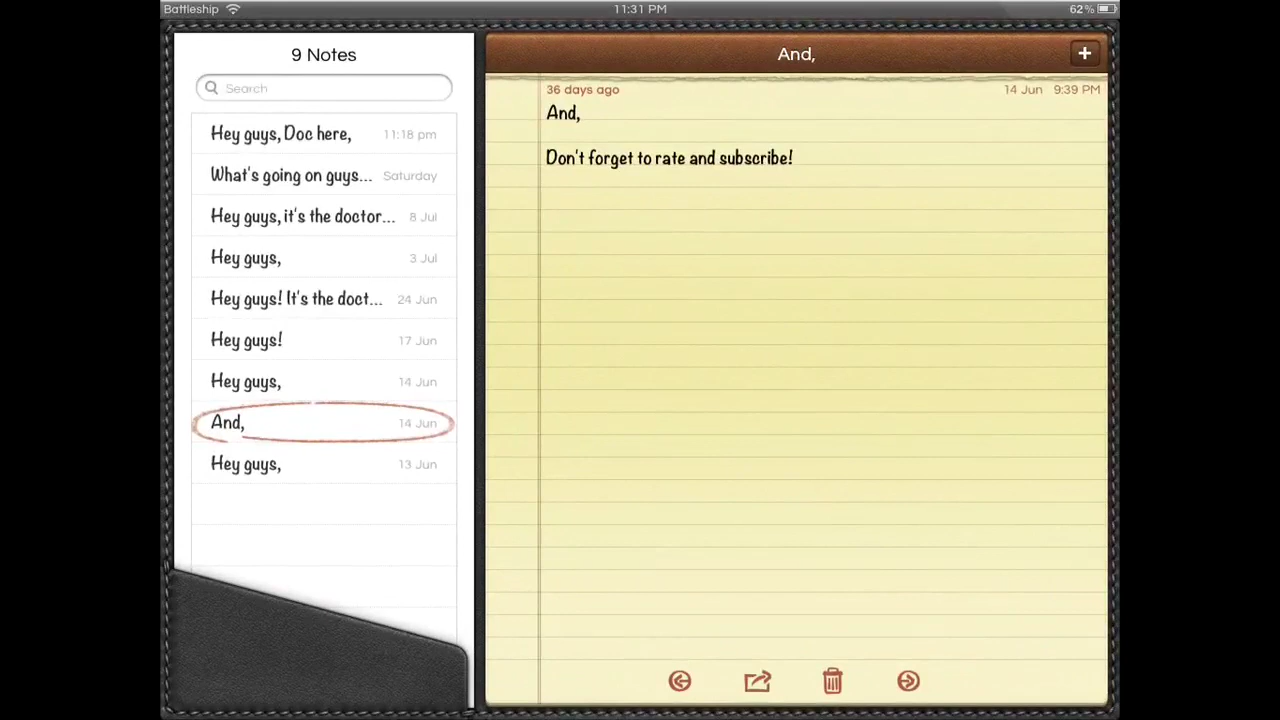 Battleship
11:31 PM
62%
9 Notes
Search
Hey guys, Doc here, 11:18 pm
What's going on guys... Saturday
Hey guys, it's the doctor... 8 Jul
Hey guys, 3 Jul
Hey guys! It's the doct... 24 Jun
Hey guys! 17 Jun
Hey guys, 14 Jun
And, 14 Jun
Hey guys, 13 Jun
And,
+
36 days ago 14 Jun 9:39 PM
And,
Don't forget to rate and subscribe!